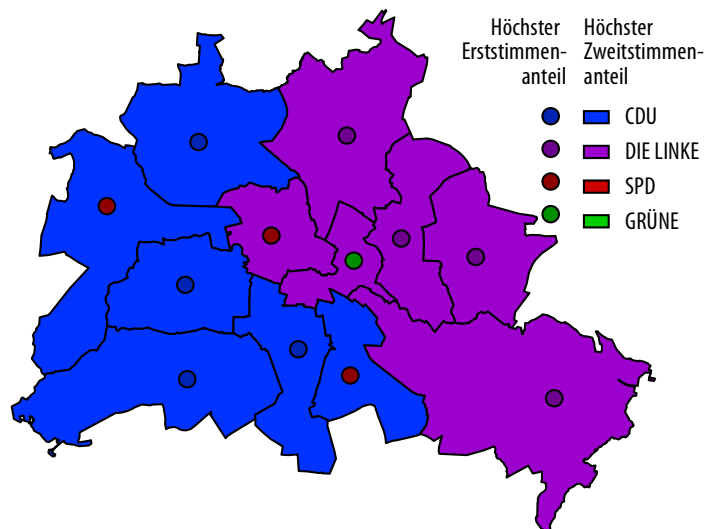 Höchster
Erststimmen-
anteil
Höchster
Zweitstimmen-
anteil
CDU
DIE LINKE
SPD
GRÜNE